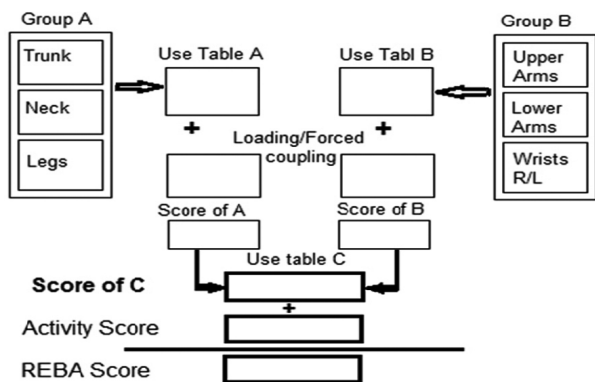 Group A
Trunk
Neck
Legs
Use Table A
+
Use Tabl B
+
Loading/Forced
coupling
Group B
Upper
Arms
Lower
Arms
Wrists
R/L
Score of A
Score of B
Use table C
Score of C
+
Activity Score
REBA Score